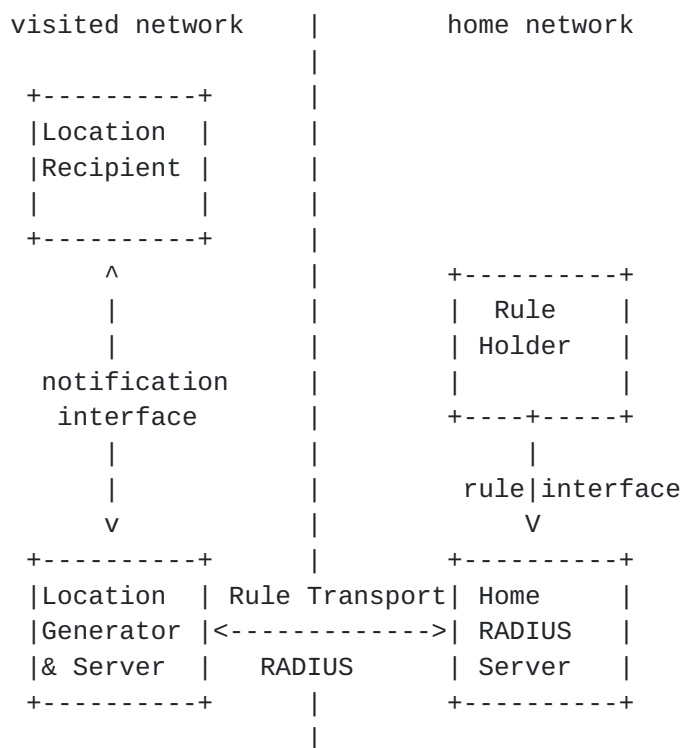 visited network home network
Location
Recipient
Rule
Holder
notification
interface
rule interface
Location Rule Transport Home
Generator RADIUS
& Server RADIUS Server